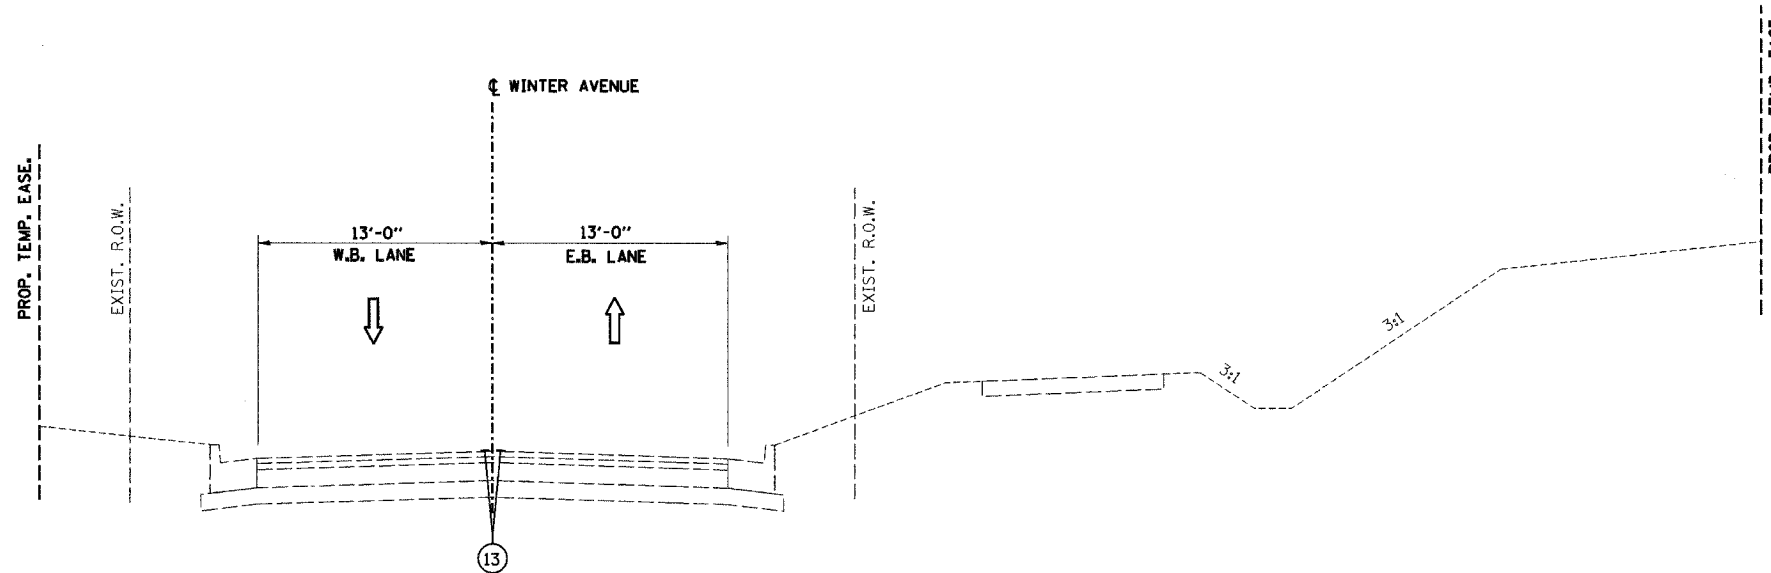 ℄ WINTER AVENUE
PROP. TEMP. EASE.
EXIST. R.O.W.
13'-0"
W.B. LANE
13'-0"
E.B. LANE
EXIST. R.O.W.
3:1
3:1
13